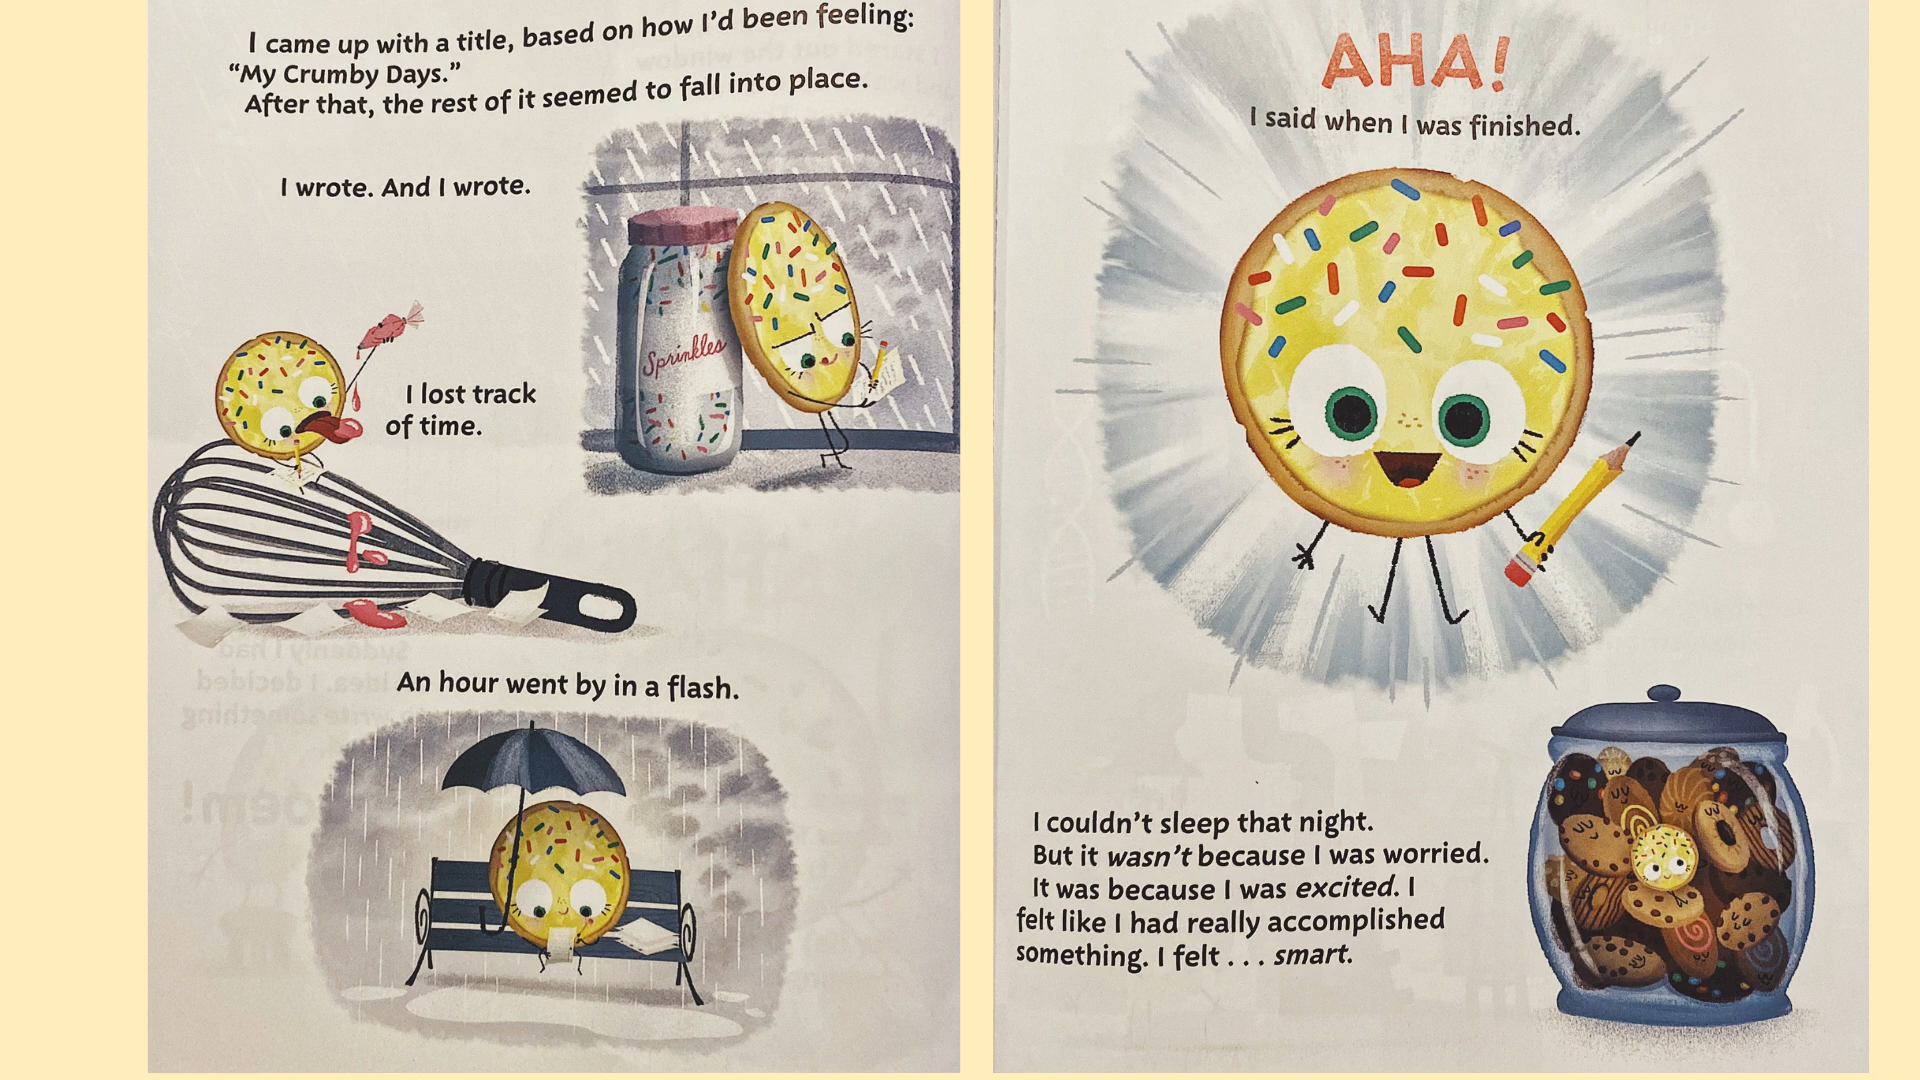 I came up with a title, based on how I'd been feeling:
“My Crumby Days.”
After that, the rest of it seemed to fall into place.
I wrote. And I wrote.
Sprinkles
I lost track
of time.
An hour went by in a flash.
AHA!
I said when I was finished.
I couldn't sleep that night.
But it wasn't because I was worried.
It was because I was excited. I
felt like I had really accomplished
something. I felt . . . smart.